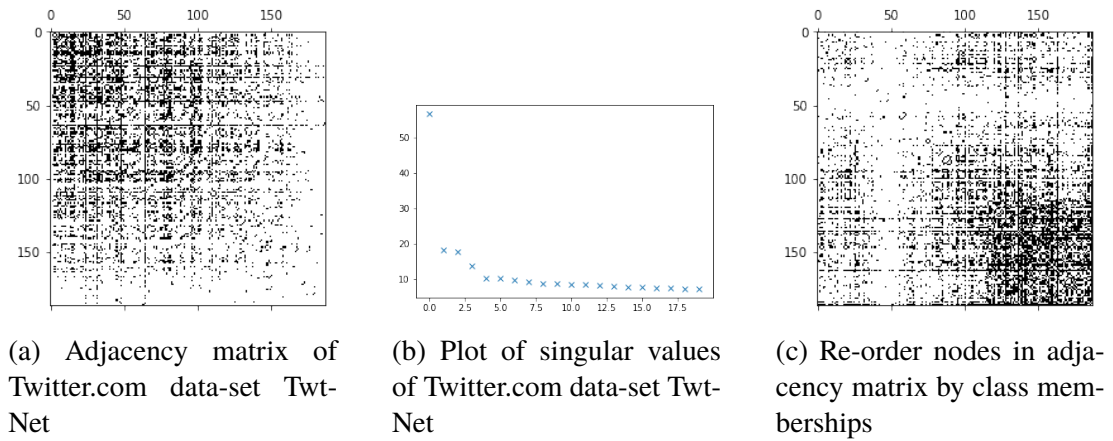 0 50 100 150
0
50
100
150
(a) Adjacency matrix of
Twitter.com data-set Twt-
Net
50
40
30
20
10
0.0 2.5 5.0 7.5 10.0 12.5 15.0 17.5
(b) Plot of singular values
of Twitter.com data-set Twt-
Net
0 50 100 150
0
50
100
150
(c) Re-order nodes in adja-
cency matrix by class mem-
berships